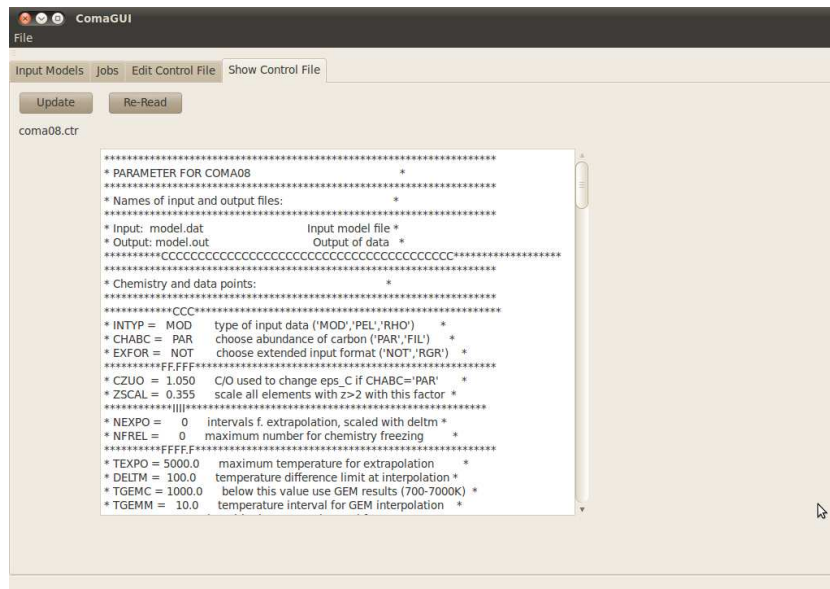 ComaGUI
File
Input Models Jobs Edit Control File Show Control File
Update Re-Read
coma08.ctr
*********************************************************************
* PARAMETER FOR COMA08 *
*********************************************************************
* Names of input and output files: *
*********************************************************************
* Input: model.dat Input model file *
* Output: model.out Output of data *
**********CCCCCCCCCCCCCCCCCCCCCCCCCCCCCCCCCCCCCCCC*******************
*********************************************************************
* Chemistry and data points: *
*********************************************************************
************CCC******************************************************
* INTYP = MOD type of input data ('MOD','PEL','RHO') *
* CHABC = PAR choose abundance of carbon ('PAR','FIL') *
* EXFOR = NOT choose extended input format ('NOT','RGR') *
**********FF.FFF*****************************************************
* CZUO = 1.050 C/O used to change eps_C if CHABC='PAR' *
* ZSCAL = 0.355 scale all elements with z>2 with this factor *
************IIII*****************************************************
* NEXPO = 0 intervals f. extrapolation, scaled with deltm *
* NFREL = 0 maximum number for chemistry freezing *
**********FFFF.F*****************************************************
* TEXPO = 5000.0 maximum temperature for extrapolation *
* DELTM = 100.0 temperature difference limit at interpolation *
* TGEMC = 1000.0 below this value use GEM results (700-7000K) *
* TGEMM = 10.0 temperature interval for GEM interpolation *